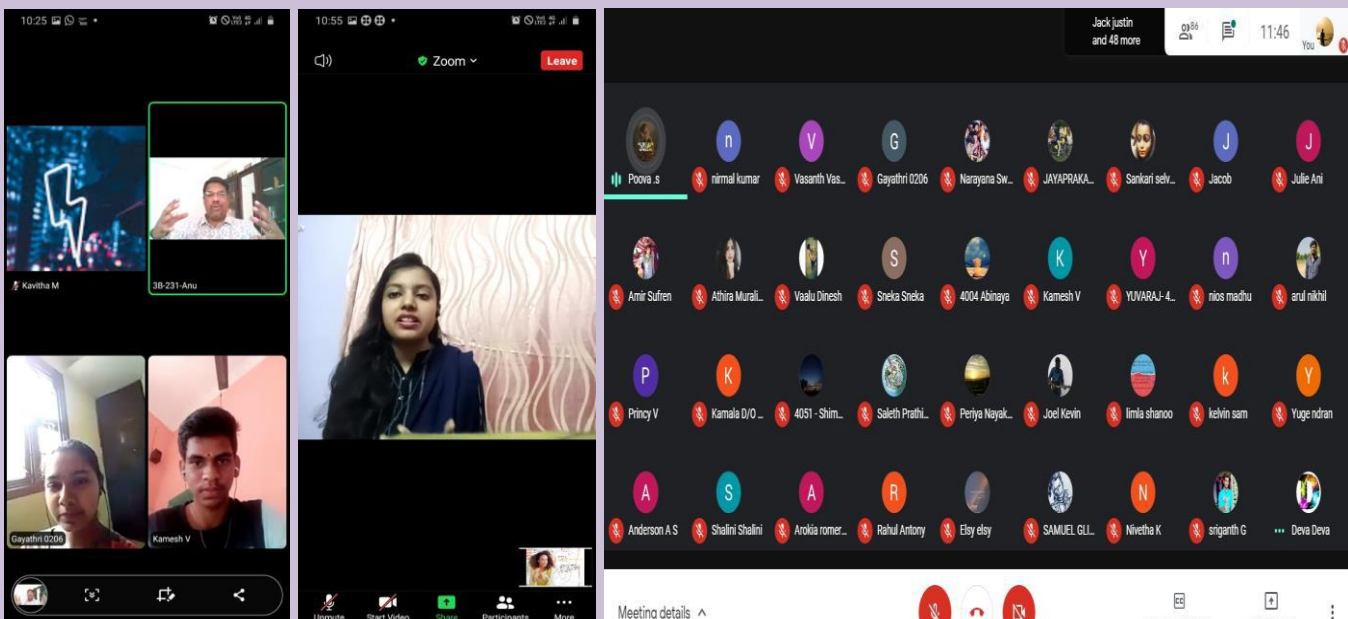 10:25
Kavitha M
3B-231-Anu
Gayathri 0206
Kamesh V
10:55
Zoom
Leave
Unmute
Start Video
Share
Participants
More
Jack justin
and 48 more
86
11:46
You
Poova .s
nirmal kumar
Vasanth Vas...
Gayathri 0206
Narayana Sw...
JAYAPRAKA...
Sankari selv...
Jacob
Julie Ani
n
V
G
J
J
Amir Sufren
Athira Murali...
Vaalu Dinesh
Sneka Sneka
4004 Abinaya
Kamesh V
YUVARAJ- 4...
nios madhu
arul nikhil
S
K
Y
n
Princy V
Kamala D/O ...
4051 - Shim...
Saleth Prathi...
Periya Nayak...
Joel Kevin
limla shanoo
kelvin sam
Yuge ndran
P
K
k
Y
Anderson A S
Shalini Shalini
Arokia romer...
Rahul Antony
Elsy elsy
SAMUEL GLI...
Nivetha K
sriganth G
Deva Deva
A
S
A
R
N
Meeting details
CC